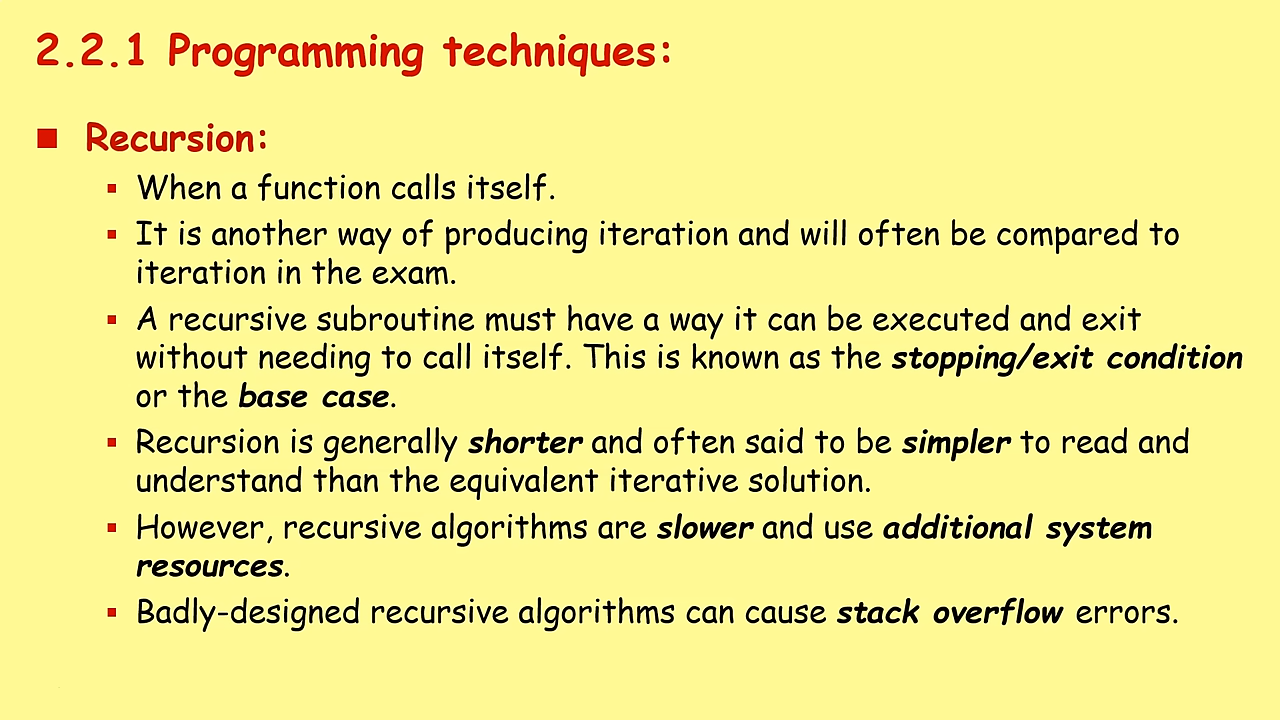 2.2.1 Programming techniques:
Recursion:
When a function calls itself.
It is another way of producing iteration and will often be compared to
iteration in the exam.
A recursive subroutine must have a way it can be executed and exit
without needing to call itself. This is known as the stopping/exit condition
or the base case.
Recursion is generally shorter and often said to be simpler to read and
understand than the equivalent iterative solution.
However, recursive algorithms are slower and use additional system
resources.
Badly-designed recursive algorithms can cause stack overflow errors.